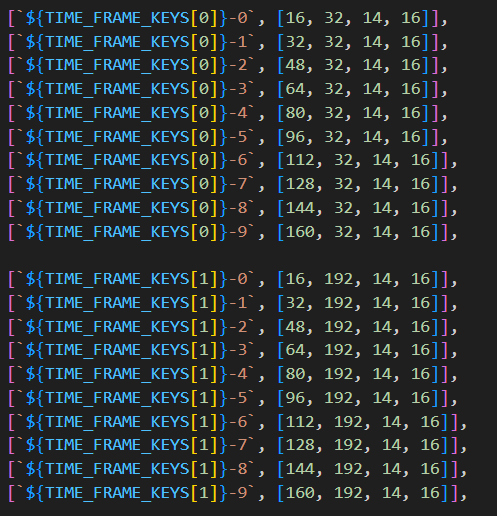 [`${TIME_FRAME_KEYS[0]}-0`, [16, 32, 14, 16]],
[`${TIME_FRAME_KEYS[0]}-1`, [32, 32, 14, 16]],
[`${TIME_FRAME_KEYS[0]}-2`, [48, 32, 14, 16]],
[`${TIME_FRAME_KEYS[0]}-3`, [64, 32, 14, 16]],
[`${TIME_FRAME_KEYS[0]}-4`, [80, 32, 14, 16]],
[`${TIME_FRAME_KEYS[0]}-5`, [96, 32, 14, 16]],
[`${TIME_FRAME_KEYS[0]}-6`, [112, 32, 14, 16]],
[`${TIME_FRAME_KEYS[0]}-7`, [128, 32, 14, 16]],
[`${TIME_FRAME_KEYS[0]}-8`, [144, 32, 14, 16]],
[`${TIME_FRAME_KEYS[0]}-9`, [160, 32, 14, 16]],
[`${TIME_FRAME_KEYS[1]}-0`, [16, 192, 14, 16]],
[`${TIME_FRAME_KEYS[1]}-1`, [32, 192, 14, 16]],
[`${TIME_FRAME_KEYS[1]}-2`, [48, 192, 14, 16]],
[`${TIME_FRAME_KEYS[1]}-3`, [64, 192, 14, 16]],
[`${TIME_FRAME_KEYS[1]}-4`, [80, 192, 14, 16]],
[`${TIME_FRAME_KEYS[1]}-5`, [96, 192, 14, 16]],
[`${TIME_FRAME_KEYS[1]}-6`, [112, 192, 14, 16]],
[`${TIME_FRAME_KEYS[1]}-7`, [128, 192, 14, 16]],
[`${TIME_FRAME_KEYS[1]}-8`, [144, 192, 14, 16]],
[`${TIME_FRAME_KEYS[1]}-9`, [160, 192, 14, 16]],